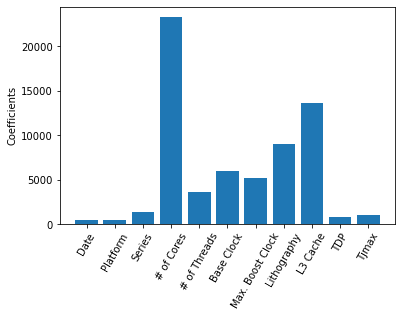 20000
15000
10000
5000
0
Coefficients
Date
Platform
Series
# of Cores
# of Threads
Base Clock
Max. Boost Clock
Lithography
L3 Cache
TDP
Tjmax